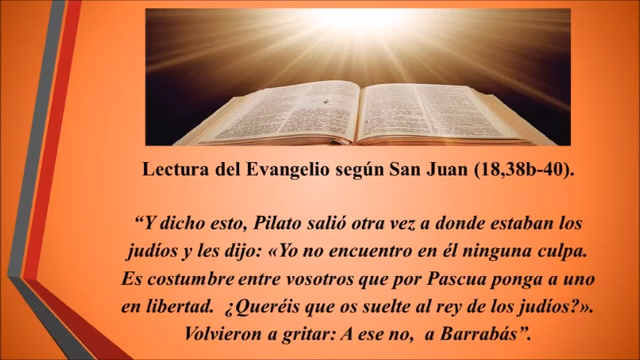 Lectura del Evangelio según San Juan (18,38b-40).
“Y dicho esto, Pilato salió otra vez a donde estaban los
judíos y les dijo: «Yo no encuentro en él ninguna culpa.
Es costumbre entre vosotros que por Pascua ponga a uno
en libertad. ¿Queréis que os suelte al rey de los judíos?».
Volvieron a gritar: A ese no, a Barrabás”.